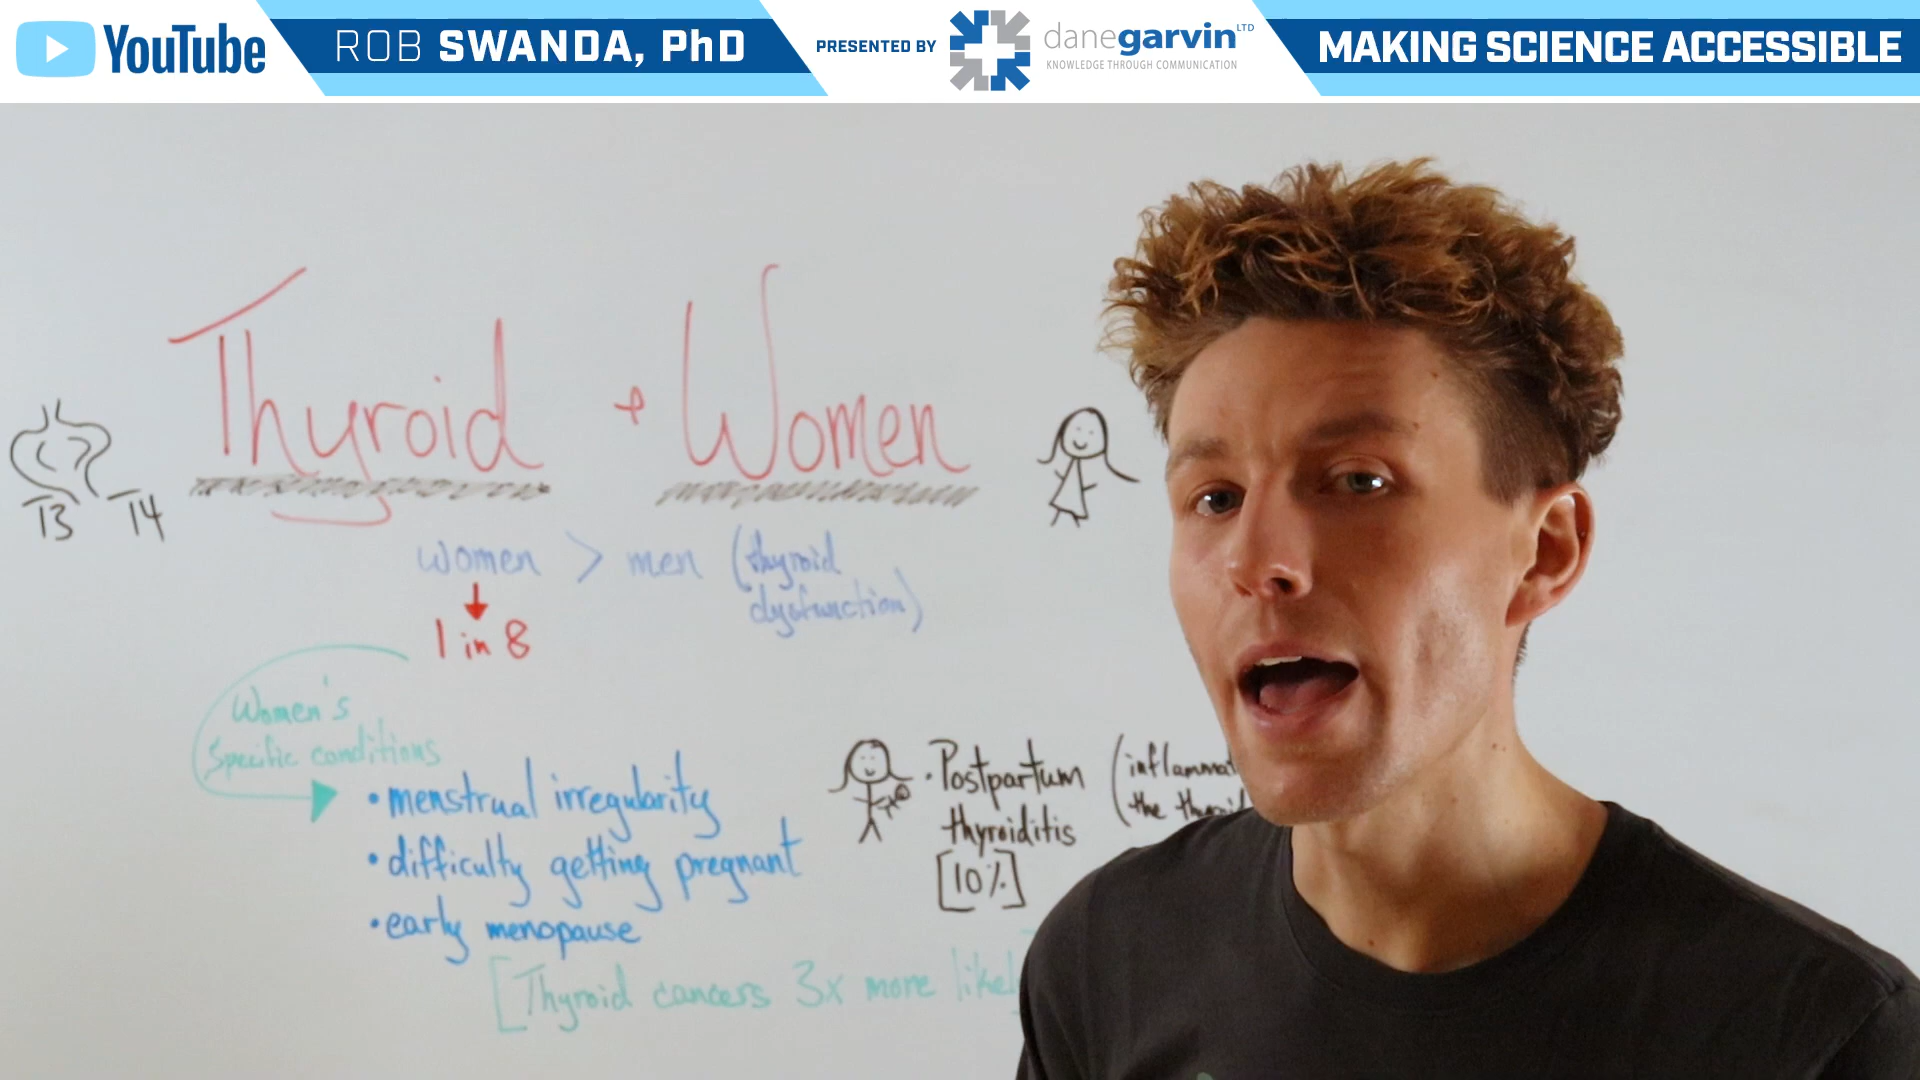 YouTube
ROB SWANDA, PhD
PRESENTED BY
danegarvin LTD
KNOWLEDGE THROUGH COMMUNICATION
MAKING SCIENCE ACCESSIBLE
Thyroid + Women
T3 T4
women > men (thyroid
dysfunction)
1 in 8
Women's
Specific conditions
• menstrual irregularity
• difficulty getting pregnant
• early menopause
• Postpartum
thyroiditis
[10%]
(
the
[Thyroid cancers 3x more